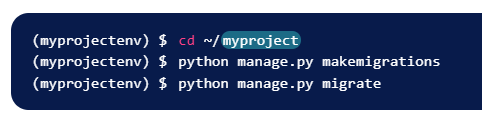 (myprojectenv) $ cd ~/myproject
(myprojectenv) $ python manage.py makemigrations
(myprojectenv) $ python manage.py migrate